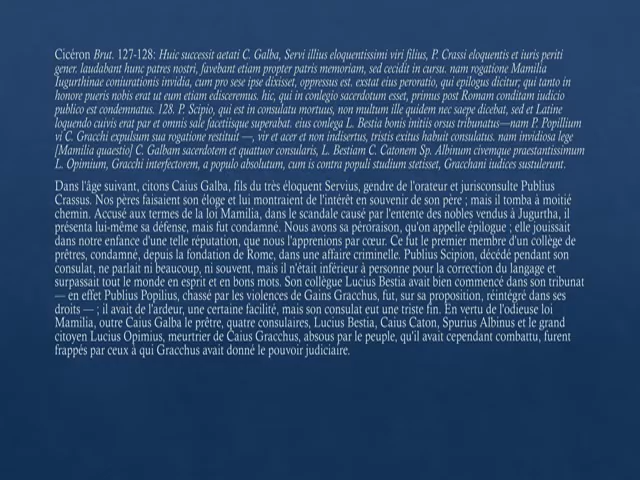 Cicéron Brut. 127-128: Huic successit aetati C. Galba, Servi illius eloquentissimi viri filius, P. Crassi eloquentis et iuris periti
gener. laudabant hunc patres nostri, favebant etiam propter patris memoriam, sed cecidit in cursu. nam rogatione Mamilia
Iugurthinae coniurationis invidia, cum pro sese ipse dixisset, oppressus est. exstat eius peroratio, qui epilogus dicitur; qui tanto in
honore pueris nobis erat ut eum etiam edisceremus. hic, qui in conlegio sacerdotum esset, primus post Romam conditam iudicio
publico est condemnatus. 128. P. Scipio, qui est in consulatu mortuus, non multum ille quidem nec saepe dicebat, sed et Latine
loquendo cuivis erat par et omnis sale facetiisque superabat. eius conlega L. Bestia bonis initiis orsus tribunatus—nam P. Popillium
vi C. Gracchi expulsum sua rogatione restituit —, vir et acer et non indisertus, tristis exitus habuit consulatus. nam invidiosa lege
[Mamilia quaestio] C. Galbam sacerdotem et quattuor consularis, L. Bestiam C. Catonem Sp. Albinum civemque praestantissimum
L. Opimium, Gracchi interfectorem, a populo absolutum, cum is contra populi studium stetisset, Gracchani iudices sustulerunt.
Dans l'âge suivant, citons Caius Galba, fils du très éloquent Servius, gendre de l'orateur et jurisconsulte Publius
Crassus. Nos pères faisaient son éloge et lui montraient de l'intérêt en souvenir de son père ; mais il tomba à moitié
chemin. Accusé aux termes de la loi Mamilia, dans le scandale causé par l'entente des nobles vendus à Jugurtha, il
présenta lui-même sa défense, mais fut condamné. Nous avons sa péroraison, qu'on appelle épilogue ; elle jouissait
dans notre enfance d'une telle réputation, que nous l'apprenions par cœur. Ce fut le premier membre d'un collège de
prêtres, condamné, depuis la fondation de Rome, dans une affaire criminelle. Publius Scipion, décédé pendant son
consulat, ne parlait ni beaucoup, ni souvent, mais il n'était inférieur à personne pour la correction du langage et
surpassait tout le monde en esprit et en bons mots. Son collègue Lucius Bestia avait bien commencé dans son tribunat
— en effet Publius Popilius, chassé par les violences de Gains Gracchus, fut, sur sa proposition, réintégré dans ses
droits — ; il avait de l'ardeur, une certaine facilité, mais son consulat eut une triste fin. En vertu de l'odieuse loi
Mamilia, outre Caius Galba le prêtre, quatre consulaires, Lucius Bestia, Caius Caton, Spurius Albinus et le grand
citoyen Lucius Opimius, meurtrier de Caius Gracchus, absous par le peuple, qu'il avait cependant combattu, furent
frappés par ceux à qui Gracchus avait donné le pouvoir judiciaire.